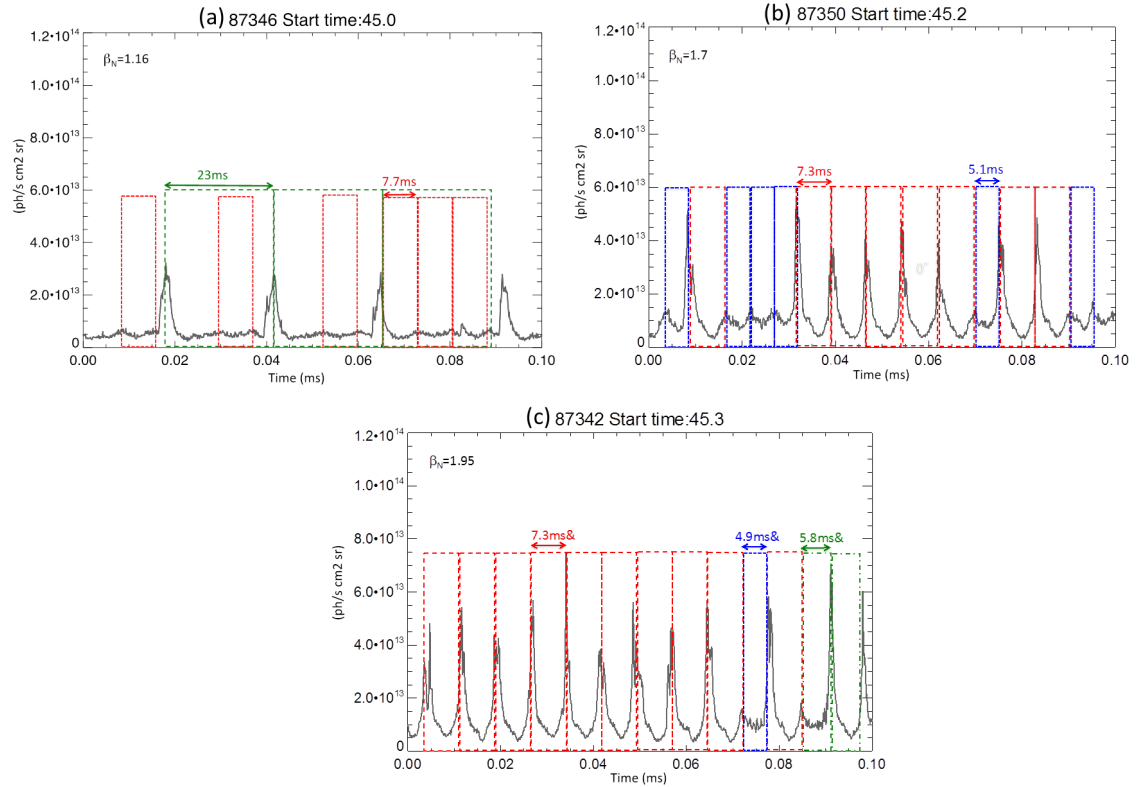 (a) 87346 Start time:45.0
1.2•10¹⁴
1.0•10¹⁴
8.0•10¹³
6.0•10¹³
4.0•10¹³
2.0•10¹³
0
(ph/s cm2 sr)
βN=1.16
23ms
7.7ms
0.00 0.02 0.04 0.06 0.08 0.10
Time (ms)
(b) 87350 Start time:45.2
1.2•10¹⁴
1.0•10¹⁴
8.0•10¹³
6.0•10¹³
4.0•10¹³
2.0•10¹³
0
(ph/s cm2 sr)
βN=1.7
7.3ms
5.1ms
0.00 0.02 0.04 0.06 0.08 0.10
Time (ms)
(c) 87342 Start time:45.3
1.2•10¹⁴
1.0•10¹⁴
8.0•10¹³
6.0•10¹³
4.0•10¹³
2.0•10¹³
0
(ph/s cm2 sr)
βN=1.95
7.3ms&
4.9ms&
5.8ms&
0.00 0.02 0.04 0.06 0.08 0.10
Time (ms)